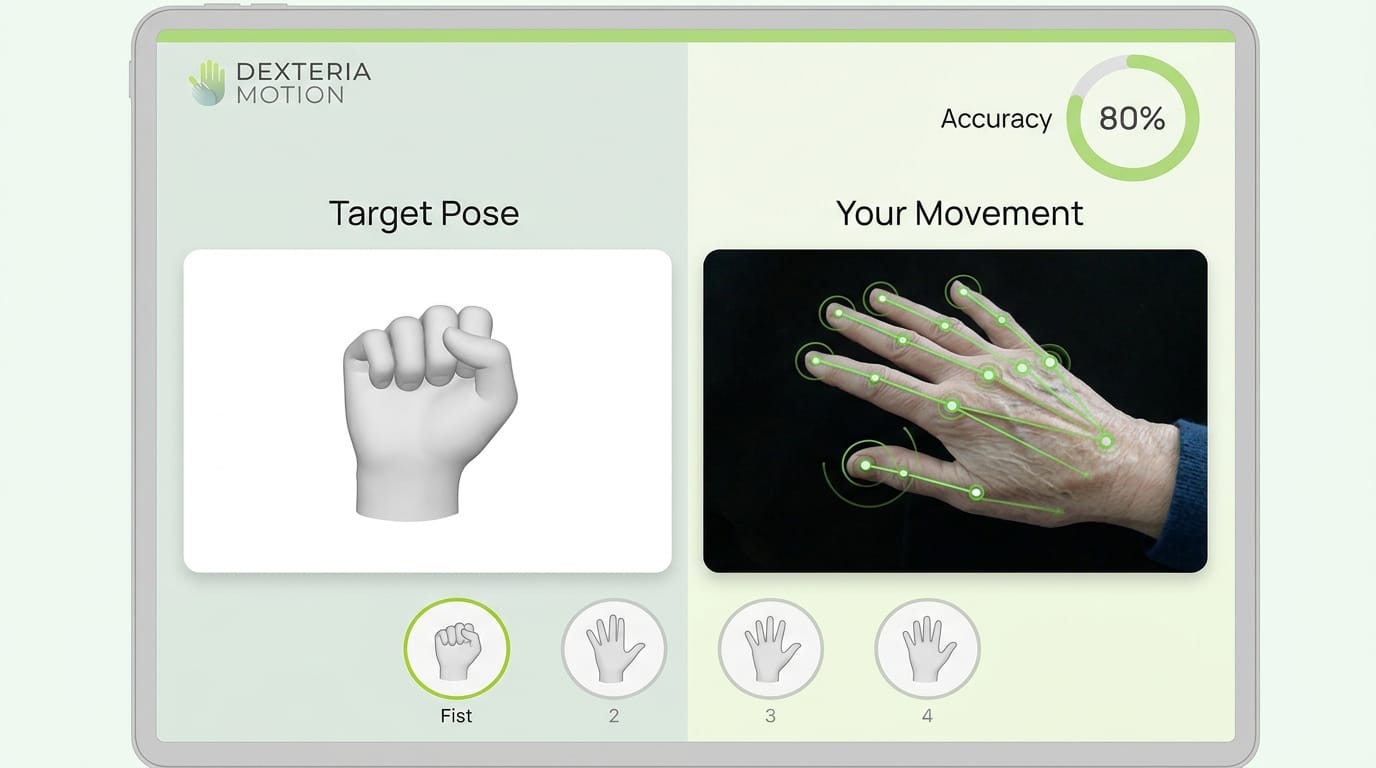 DEXTERIA
MOTION
Accuracy
80%
Target Pose
Your Movement
Fist
2
3
4